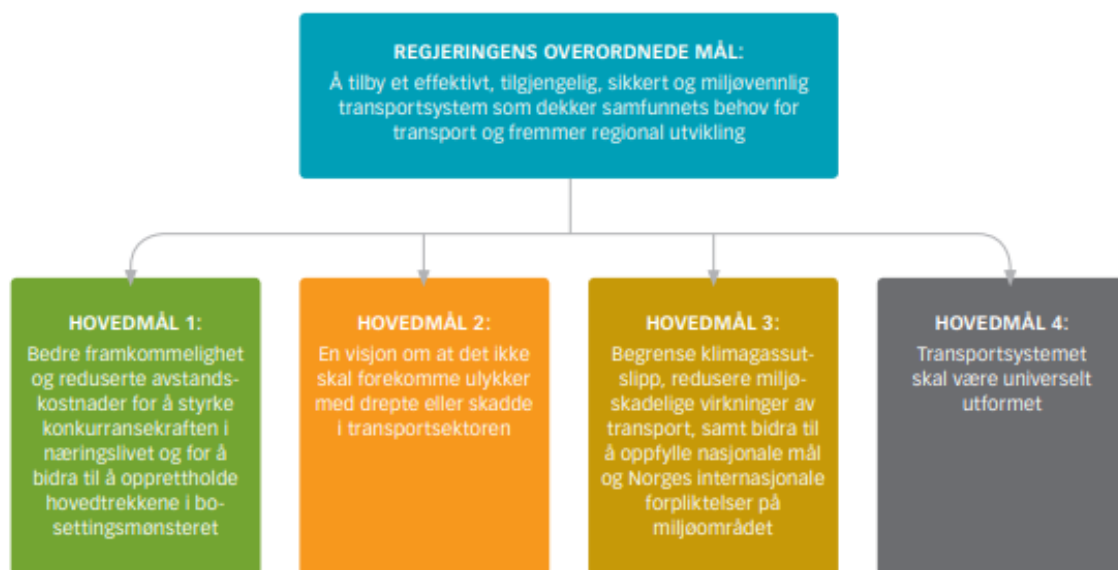 REGJERINGENS OVERORDNEDE MÅL:
Å tilby et effektivt, tilgjengelig, sikkert og miljøvennlig
transportsystem som dekker samfunnets behov for
transport og fremmer regional utvikling
HOVEDMÅL 1:
Bedre framkommelighet
og reduserte avstands-
kostnader for å styrke
konkurransekraften i
næringslivet og for å
bidra til å opprettholde
hovedtrekkene i bo-
settingsmønsteret
HOVEDMÅL 2:
En visjon om at det ikke
skal forekomme ulykker
med drepte eller skadde
i transportsektoren
HOVEDMÅL 3:
Begrense klimagassut-
slipp, redusere miljø-
skadelige virkninger av
transport, samt bidra til
å oppfylle nasjonale mål
og Norges internasjonale
forpliktelser på
miljøområdet
HOVEDMÅL 4:
Transportsystemet
skal være universelt
utformet